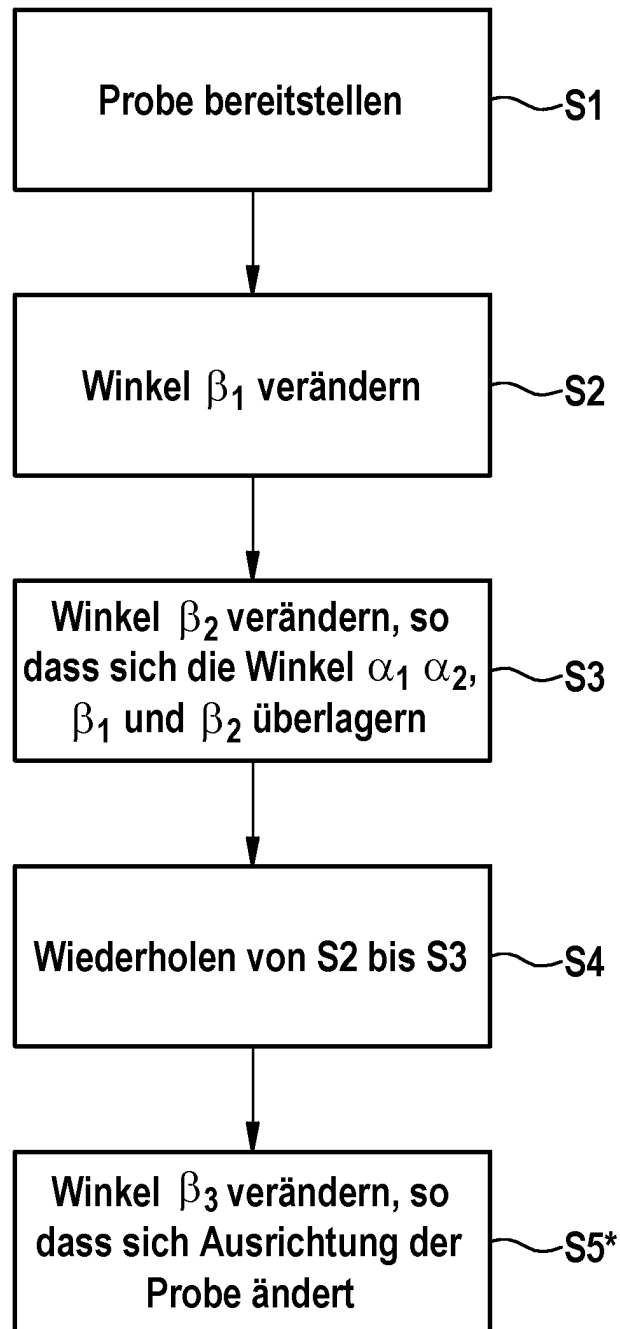 Probe bereitstellen
S1
Winkel β1 verändern
S2
Winkel β2 verändern, so
dass sich die Winkel α1 α2,
β1 und β2 überlagern
S3
Wiederholen von S2 bis S3
S4
Winkel β3 verändern, so
dass sich Ausrichtung der
Probe ändert
S5*